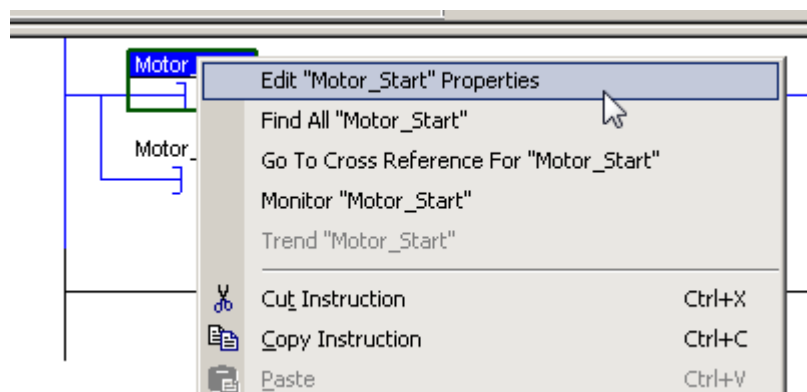 Motor_
Edit "Motor_Start" Properties
Find All "Motor_Start"
Motor_
Go To Cross Reference For "Motor_Start"
Monitor "Motor_Start"
Trend "Motor_Start"
Cut Instruction Ctrl+X
Copy Instruction Ctrl+C
Paste Ctrl+V